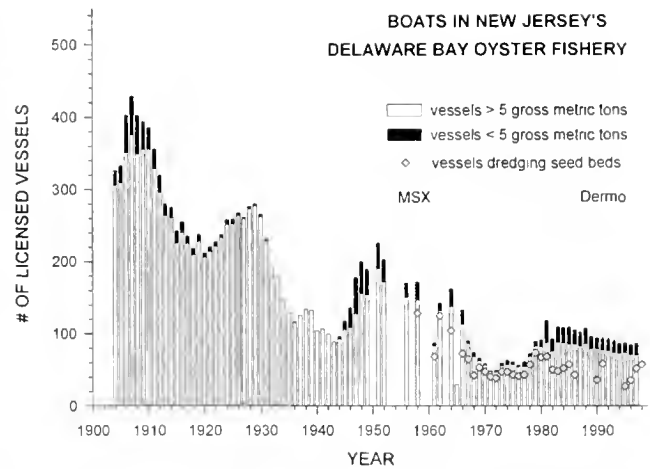 BOATS IN NEW JERSEY'S
DELAWARE BAY OYSTER FISHERY
vessels > 5 gross metric tons
vessels < 5 gross metric tons
vessels dredging seed beds
MSX Dermo
# OF LICENSED VESSELS
500
400
300
200
100
0
1900 1910 1920 1930 1940 1950 1960 1970 1980 1990
YEAR